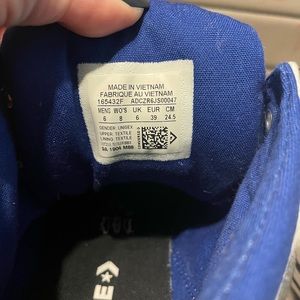 MADE IN VIETNAM
FABRIQUE AU VIETNAM
165432F ADCZR6JS00047
MENS WO'S UK EUR CM
6 8 6 39 24.5
GENDER: UNISEX
UPPER: TEXTILE
LINING: TEXTILE
CONVERSE